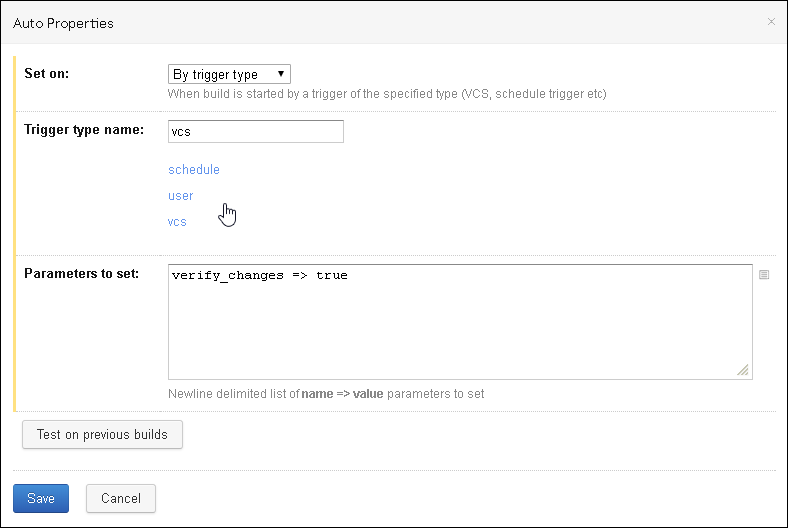 Auto Properties
Set on:
By trigger type
When build is started by a trigger of the specified type (VCS, schedule trigger etc)
Trigger type name:
vcs
schedule
user
vcs
Parameters to set:
verify_changes => true
Newline delimited list of name => value parameters to set
Test on previous builds
Save
Cancel